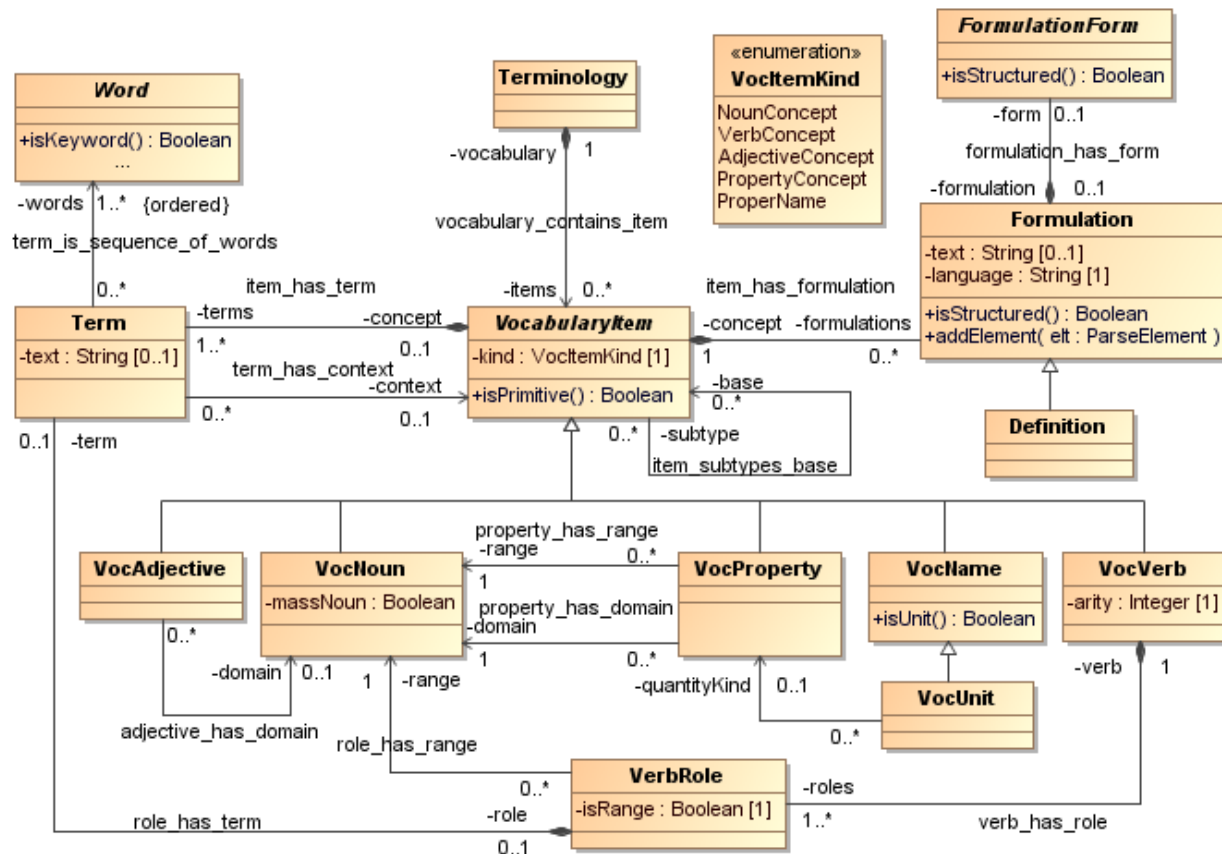 FormulationForm
+isStructured() : Boolean
-form
0..1
formulation_has_form
-formulation
0..1
«enumeration»
VocItemKind
NounConcept
VerbConcept
AdjectiveConcept
PropertyConcept
ProperName
Terminology
-vocabulary
1
vocabulary_contains_item
-items
0..*
Word
+isKeyword() : Boolean
...
-words
1..*
{ordered}
term_is_sequence_of_words
0..*
Term
-text : String [0..1]
item_has_term
-terms
-concept
1..*
0..1
term_has_context
-context
0..*
0..1
VocabularyItem
-kind : VocItemKind [1]
+isPrimitive() : Boolean
item_has_formulation
-concept
-formulations
1
0..*
Formulation
-text : String [0..1]
-language : String [1]
+isStructured() : Boolean
+addElement( elt : ParseElement )
-base
0..*
0..*
-subtype
item_subtypes_base
Definition
0..1
-term
VocAdjective
0..*
-domain
0..1
adjective_has_domain
VocNoun
-massNoun : Boolean
property_has_range
-range
0..*
1
property_has_domain
-domain
1
0..*
VocProperty
-quantityKind
0..1
VocName
+isUnit() : Boolean
VocUnit
0..*
VocVerb
-arity : Integer [1]
-verb
1
1
-range
role_has_range
0..*
VerbRole
-isRange : Boolean [1]
-roles
1..*
verb_has_role
role_has_term
-role
0..1